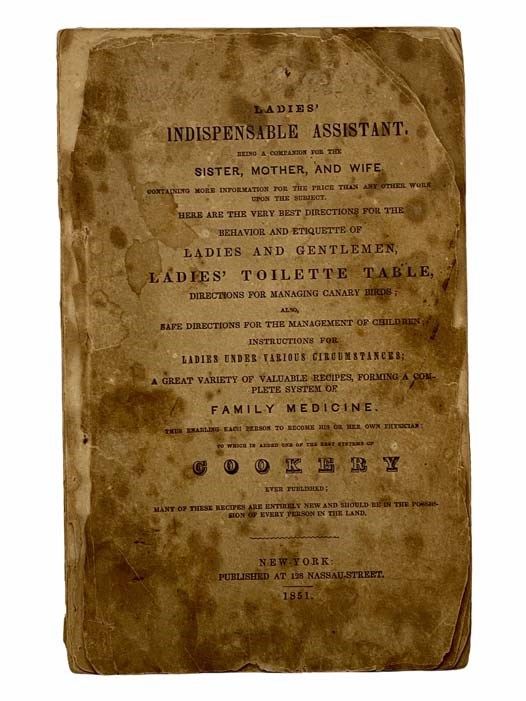 LADIES'
INDISPENSABLE ASSISTANT.
BEING A COMPANION FOR THE
SISTER, MOTHER, AND WIFE
CONTAINING MORE INFORMATION FOR THE PRICE THAN ANY OTHER WORK
UPON THE SUBJECT.
HERE ARE THE VERY BEST DIRECTIONS FOR THE
BEHAVIOR AND ETIQUETTE OF
LADIES AND GENTLEMEN,
LADIES' TOILETTE TABLE,
DIRECTIONS FOR MANAGING CANARY BIRDS;
ALSO,
SAFE DIRECTIONS FOR THE MANAGEMENT OF CHILDREN;
INSTRUCTIONS FOR
LADIES UNDER VARIOUS CIRCUMSTANCES;
A GREAT VARIETY OF VALUABLE RECIPES, FORMING A COM-
PLETE SYSTEM OF
FAMILY MEDICINE.
THUS ENABLING EACH PERSON TO BECOME HIS OR HER OWN PHYSICIAN:
TO WHICH IS ADDED ONE OF THE BEST SYSTEMS OF
COOKERY
EVER PUBLISHED;
MANY OF THESE RECIPES ARE ENTIRELY NEW AND SHOULD BE IN THE POSSES-
SION OF EVERY PERSON IN THE LAND.
NEW-YORK:
PUBLISHED AT 128 NASSAU-STREET.
1851.